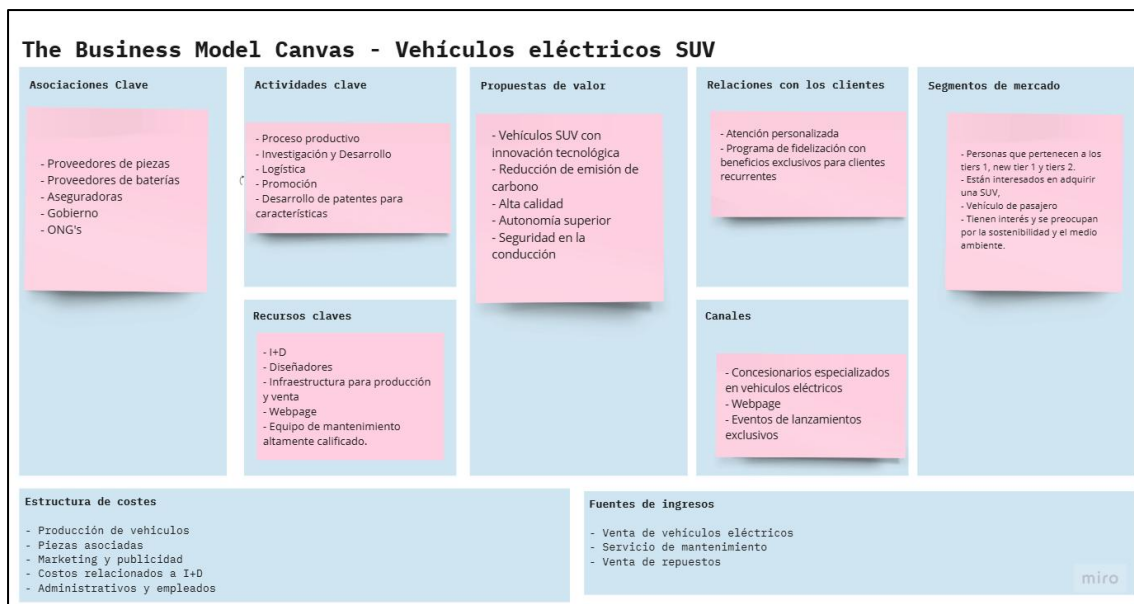 The Business Model Canvas - Vehículos eléctricos SUV
Asociaciones Clave
- Proveedores de piezas
- Proveedores de baterías
- Aseguradoras
- Gobierno
- ONG's
Actividades clave
- Proceso productivo
- Investigación y Desarrollo
- Logística
- Promoción
- Desarrollo de patentes para
características
Recursos claves
- I+D
- Diseñadores
- Infraestructura para producción
y venta
- Webpage
- Equipo de mantenimiento
altamente calificado.
Propuestas de valor
- Vehículos SUV con
innovación tecnológica
- Reducción de emisión de
carbono
- Alta calidad
- Autonomía superior
- Seguridad en la
conducción
Relaciones con los clientes
- Atención personalizada
- Programa de fidelización con
beneficios exclusivos para clientes
recurrentes
Canales
- Concesionarios especializados
en vehiculos eléctricos
- Webpage
- Eventos de lanzamientos
exclusivos
Segmentos de mercado
- Personas que pertenecen a los
tiers 1, new tier 1 y tiers 2.
- Están interesados en adquirir
una SUV,
- Vehículo de pasajero
- Tienen interés y se preocupan
por la sostenibilidad y el medio
ambiente.
Estructura de costes
- Producción de vehiculos
- Piezas asociadas
- Marketing y publicidad
- Costos relacionados a I+D
- Administrativos y empleados
Fuentes de ingresos
- Venta de vehículos eléctricos
- Servicio de mantenimiento
- Venta de repuestos
miro